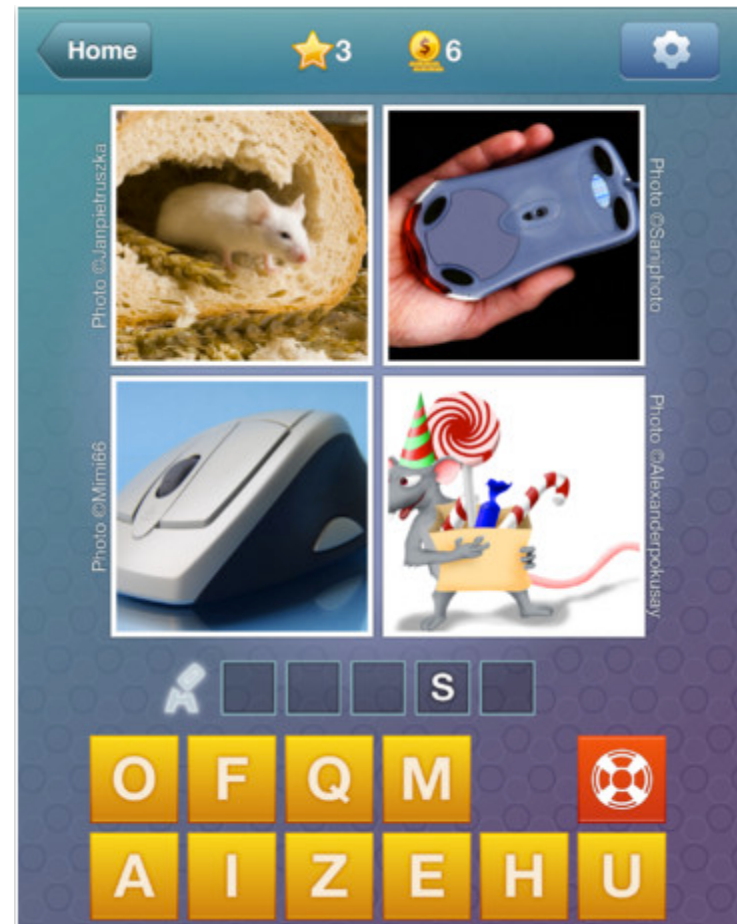 Home 3 6
Photo ©Janpietruszka
Photo ©Saniphoto
Photo ©Mimi66
Photo ©Alexanderpokusay
S
O F Q M
A I Z E H U